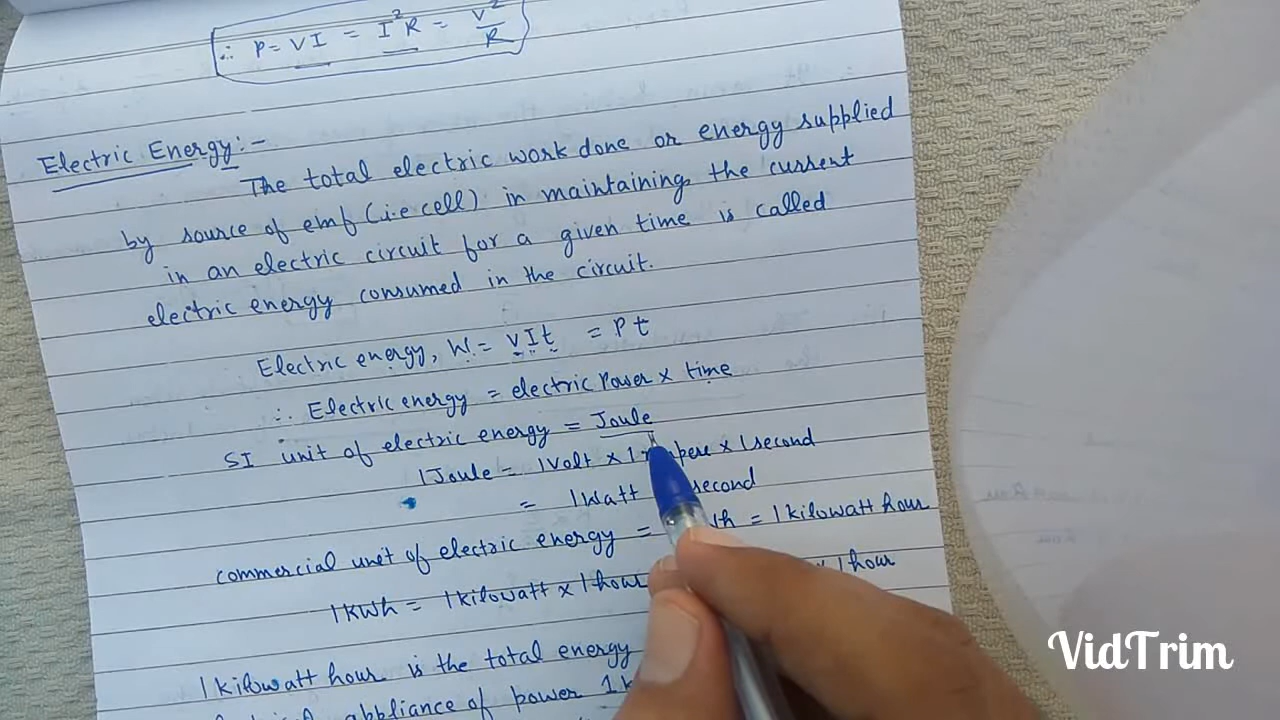 ∴ P = VI = I²R = V²/R
Electric Energy:-
The total electric work done or energy supplied
by source of emf (i.e cell) in maintaining the current
in an electric circuit for a given time is called
electric energy consumed in the circuit.
Electric energy, W = VIt = Pt
∴ Electric energy = electric Power × time
SI unit of electric energy = Joule
1 Joule = 1 Volt × 1 × 1 second
= 1 Watt second
commercial unit of electric energy = = 1 kilowatt hour
1 KWh = 1 kilowatt × 1 hour × 1 hour
1 kilowatt hour is the total energy
appliance of power
VidTrim